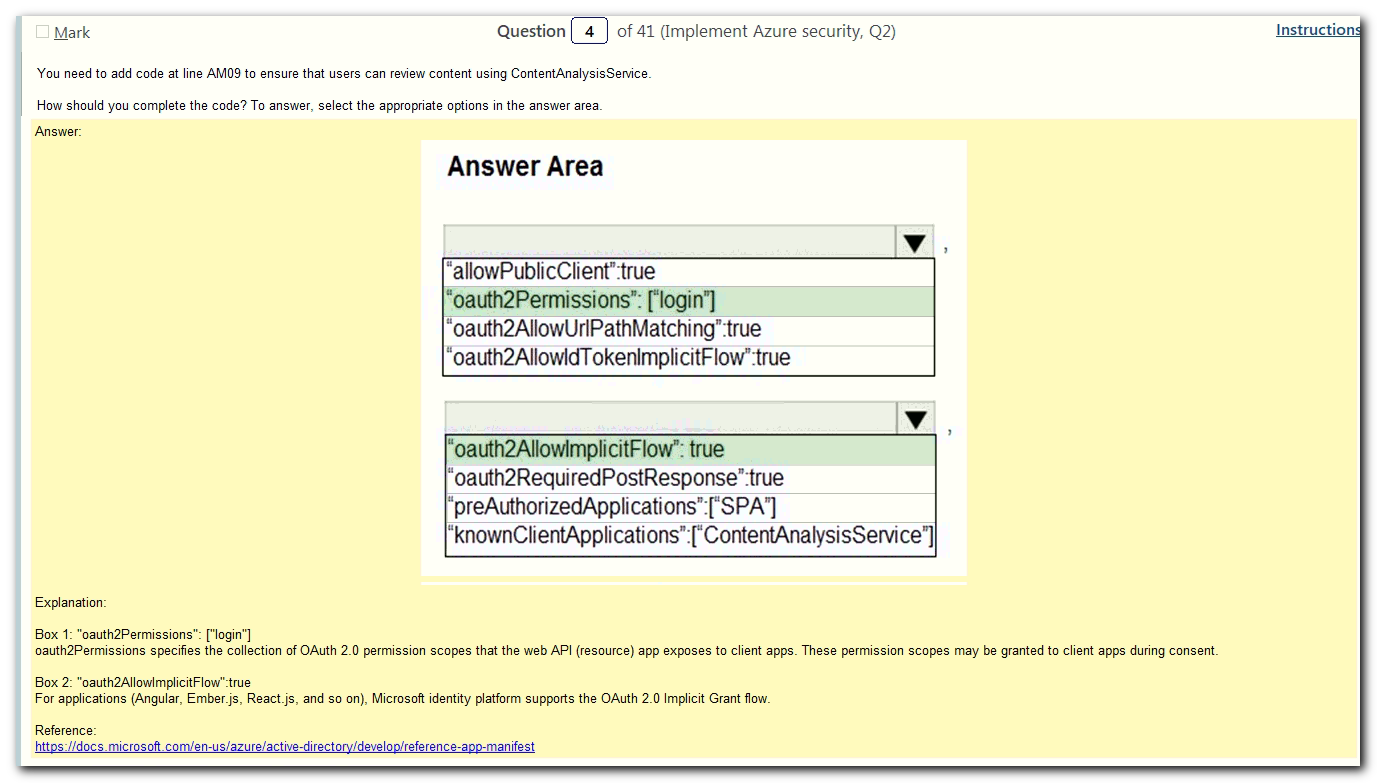 Mark
Question 4 of 41 (Implement Azure security, Q2)
Instructions
You need to add code at line AM09 to ensure that users can review content using ContentAnalysisService.
How should you complete the code? To answer, select the appropriate options in the answer area.
Answer:
Answer Area
,
“allowPublicClient”:true
“oauth2Permissions”: [“login”]
“oauth2AllowUrlPathMatching”:true
“oauth2AllowIdTokenImplicitFlow”:true
,
“oauth2AllowImplicitFlow”: true
“oauth2RequiredPostResponse”:true
“preAuthorizedApplications”:[“SPA”]
“knownClientApplications”:[“ContentAnalysisService”]
Explanation:
Box 1: "oauth2Permissions": ["login"]
oauth2Permissions specifies the collection of OAuth 2.0 permission scopes that the web API (resource) app exposes to client apps. These permission scopes may be granted to client apps during consent.
Box 2: "oauth2AllowImplicitFlow":true
For applications (Angular, Ember.js, React.js, and so on), Microsoft identity platform supports the OAuth 2.0 Implicit Grant flow.
Reference:
https://docs.microsoft.com/en-us/azure/active-directory/develop/reference-app-manifest